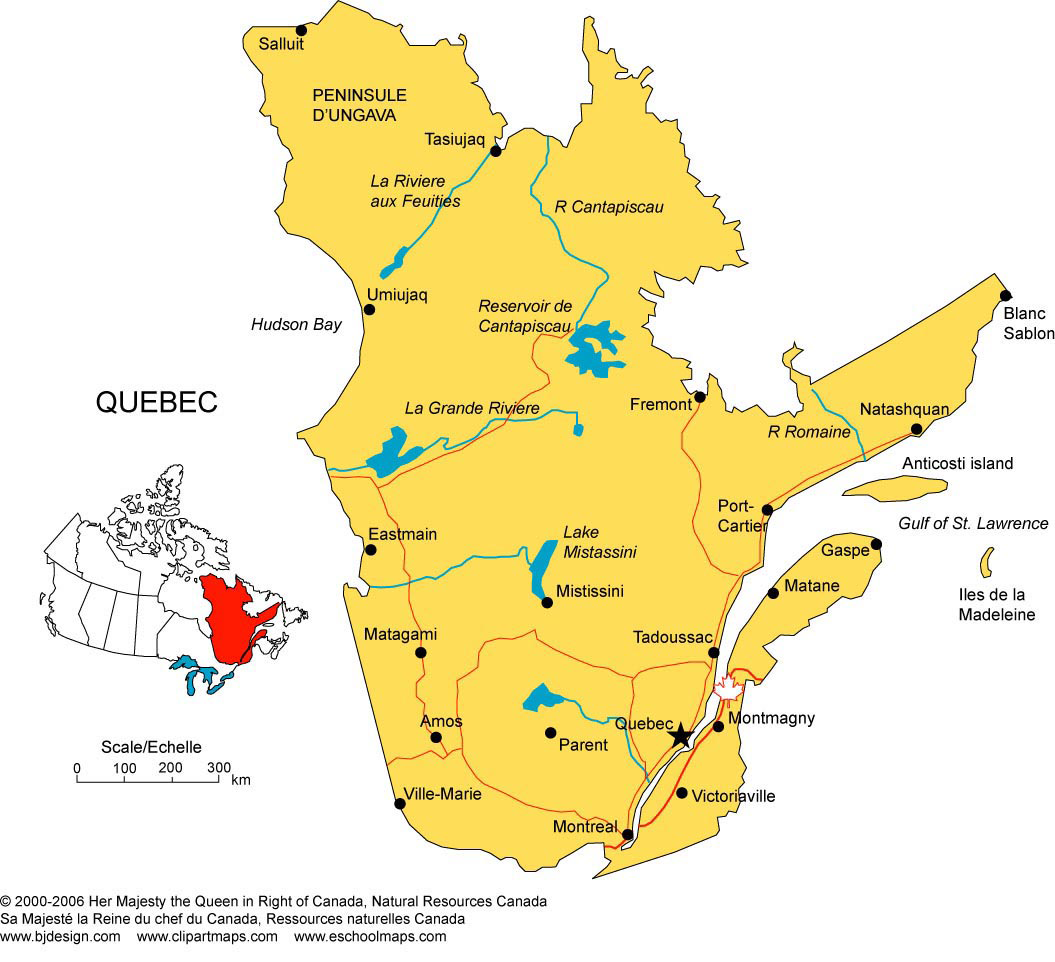 Salluit
PENINSULE
D'UNGAVA
Tasiujaq
La Riviere
aux Feuities
R Cantapiscau
Umiujaq
Hudson Bay
Reservoir de
Cantapiscau
Blanc
Sablon
QUEBEC
La Grande Riviere
Fremont
Natashquan
R Romaine
Anticosti island
Port-
Cartier
Gulf of St. Lawrence
Eastmain
Lake
Mistassini
Gaspe
Matane
Mistissini
Iles de la
Madeleine
Matagami
Tadoussac
Amos
Quebec
Montmagny
Parent
Scale/Echelle
0 100 200 300
km
Ville-Marie
Victoriaville
Montreal
© 2000-2006 Her Majesty the Queen in Right of Canada, Natural Resources Canada
Sa Majesté la Reine du chef du Canada, Ressources naturelles Canada
www.bjdesign.com www.clipartmaps.com www.eschoolmaps.com